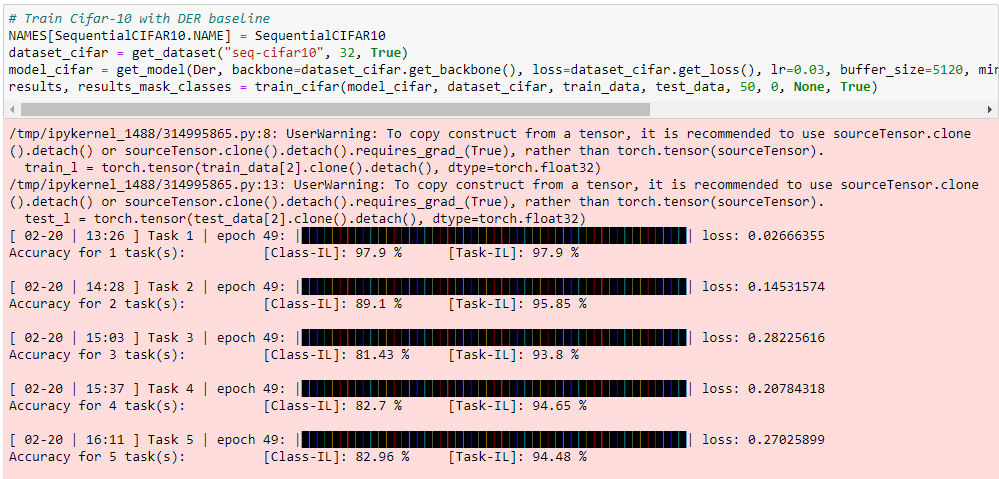 # Train Cifar-10 with DER baseline
NAMES[SequentialCIFAR10.NAME] = SequentialCIFAR10
dataset_cifar = get_dataset("seq-cifar10", 32, True)
model_cifar = get_model(Der, backbone=dataset_cifar.get_backbone(), loss=dataset_cifar.get_loss(), lr=0.03, buffer_size=5120, min
results, results_mask_classes = train_cifar(model_cifar, dataset_cifar, train_data, test_data, 50, 0, None, True)
/tmp/ipykernel_1488/314995865.py:8: UserWarning: To copy construct from a tensor, it is recommended to use sourceTensor.clone
().detach() or sourceTensor.clone().detach().requires_grad_(True), rather than torch.tensor(sourceTensor).
  train_l = torch.tensor(train_data[2].clone().detach(), dtype=torch.float32)
/tmp/ipykernel_1488/314995865.py:13: UserWarning: To copy construct from a tensor, it is recommended to use sourceTensor.clone
().detach() or sourceTensor.clone().detach().requires_grad_(True), rather than torch.tensor(sourceTensor).
  test_l = torch.tensor(test_data[2].clone().detach(), dtype=torch.float32)
[ 02-20 | 13:26 ] Task 1 | epoch 49: | | loss: 0.02666355
Accuracy for 1 task(s): [Class-IL]: 97.9 % [Task-IL]: 97.9 %
[ 02-20 | 14:28 ] Task 2 | epoch 49: | | loss: 0.14531574
Accuracy for 2 task(s): [Class-IL]: 89.1 % [Task-IL]: 95.85 %
[ 02-20 | 15:03 ] Task 3 | epoch 49: | | loss: 0.28225616
Accuracy for 3 task(s): [Class-IL]: 81.43 % [Task-IL]: 93.8 %
[ 02-20 | 15:37 ] Task 4 | epoch 49: | | loss: 0.20784318
Accuracy for 4 task(s): [Class-IL]: 82.7 % [Task-IL]: 94.65 %
[ 02-20 | 16:11 ] Task 5 | epoch 49: | | loss: 0.27025899
Accuracy for 5 task(s): [Class-IL]: 82.96 % [Task-IL]: 94.48 %